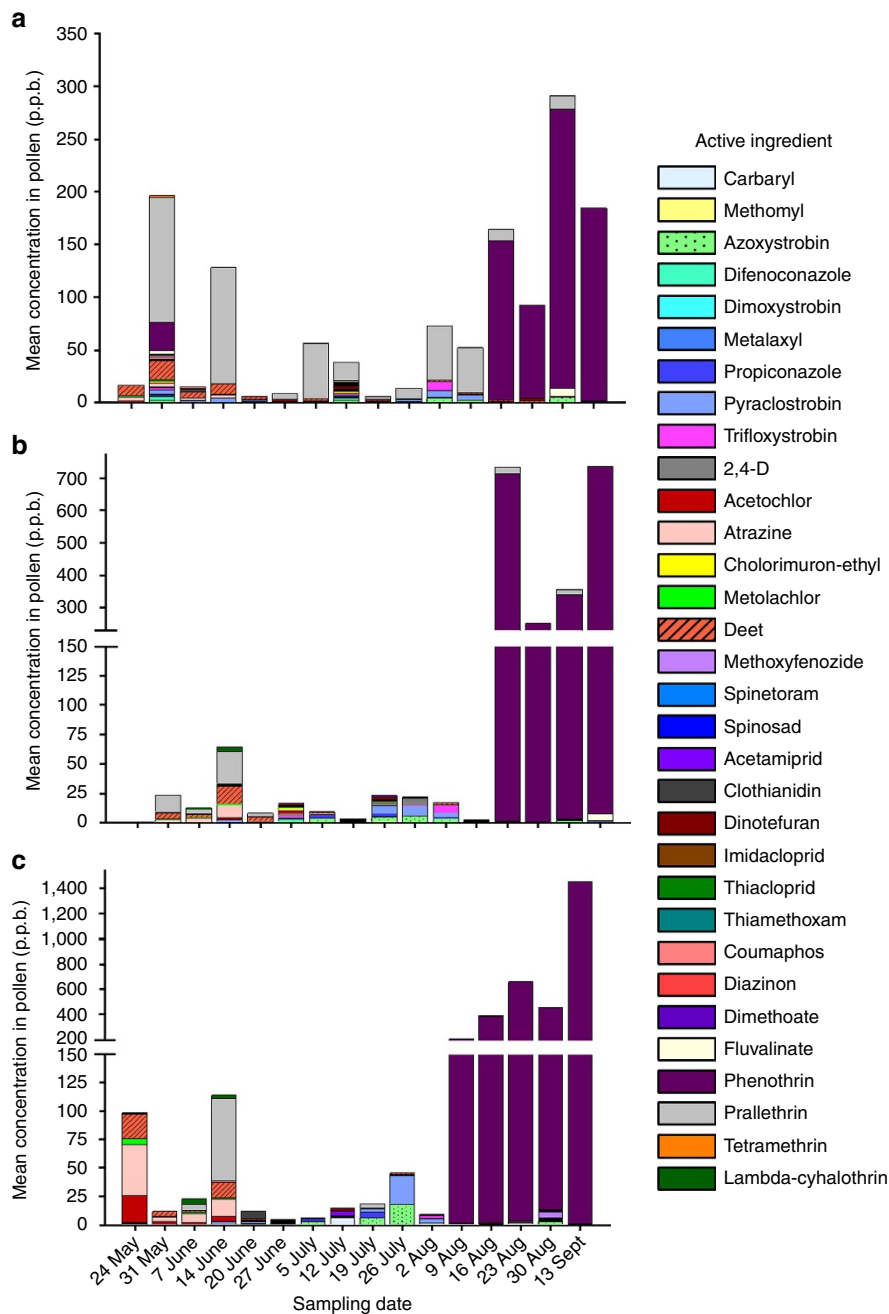 a
350
300
250
200
150
100
50
0
Mean concentration in pollen (p.p.b.)
b
700
600
500
400
300
150
125
100
75
50
25
0
Mean concentration in pollen (p.p.b.)
c
1,400
1,200
1,000
800
600
400
200
150
125
100
75
50
25
0
Mean concentration in pollen (p.p.b.)
24 May
31 May
7 June
14 June
20 June
27 June
5 July
12 July
19 July
26 July
2 Aug
9 Aug
16 Aug
23 Aug
30 Aug
13 Sept
Sampling date
Active ingredient
Carbaryl
Methomyl
Azoxystrobin
Difenoconazole
Dimoxystrobin
Metalaxyl
Propiconazole
Pyraclostrobin
Trifloxystrobin
2,4-D
Acetochlor
Atrazine
Cholorimuron-ethyl
Metolachlor
Deet
Methoxyfenozide
Spinetoram
Spinosad
Acetamiprid
Clothianidin
Dinotefuran
Imidacloprid
Thiacloprid
Thiamethoxam
Coumaphos
Diazinon
Dimethoate
Fluvalinate
Phenothrin
Prallethrin
Tetramethrin
Lambda-cyhalothrin